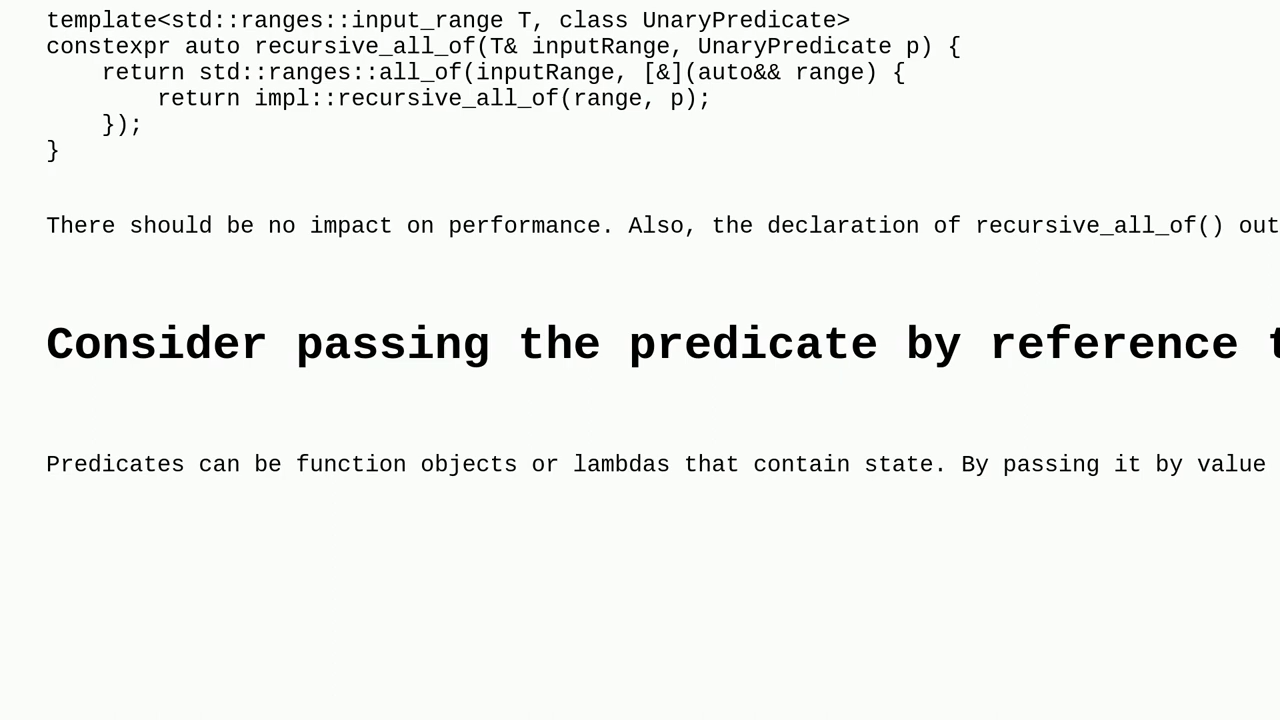 template<std::ranges::input_range T, class UnaryPredicate>
constexpr auto recursive_all_of(T& inputRange, UnaryPredicate p) {
    return std::ranges::all_of(inputRange, [&](auto&& range) {
        return impl::recursive_all_of(range, p);
    });
}
There should be no impact on performance. Also, the declaration of recursive_all_of() out
Consider passing the predicate by reference
Predicates can be function objects or lambdas that contain state. By passing it by value